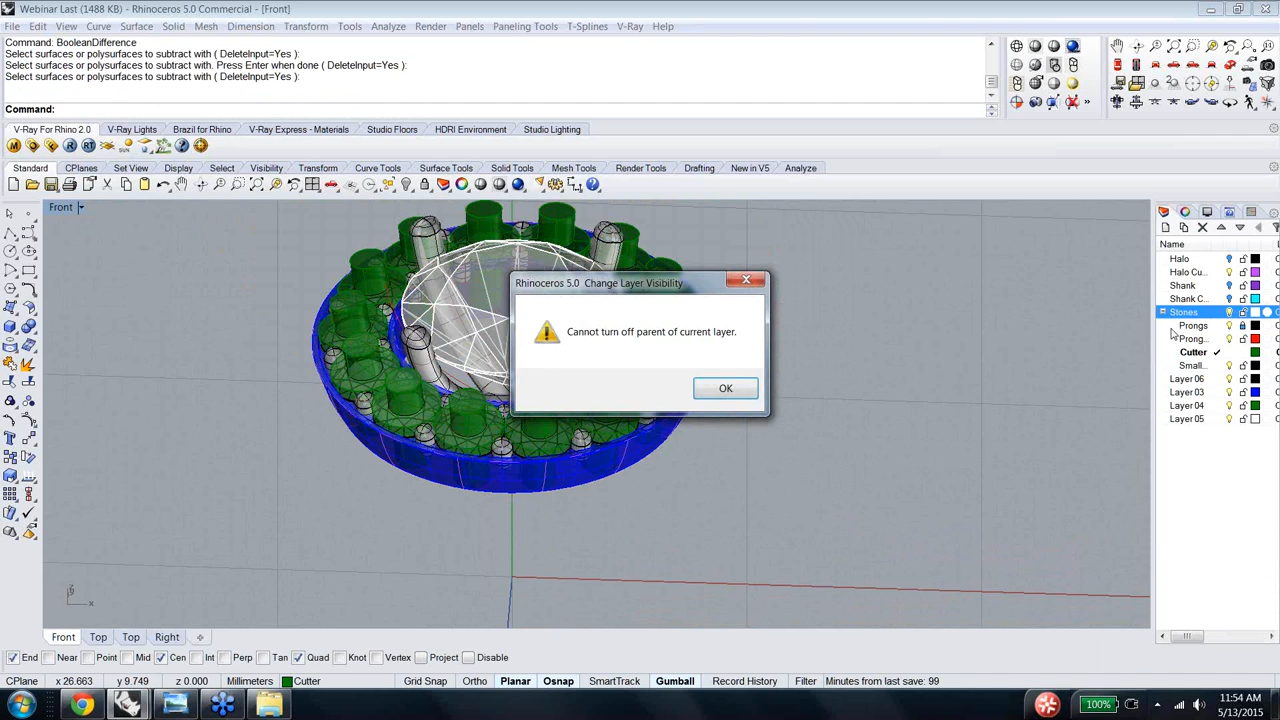 Webinar Last (1488 KB) - Rhinoceros 5.0 Commercial - [Front]
File Edit View Curve Surface Solid Mesh Dimension Transform Tools Analyze Render Panels Paneling Tools T-Splines V-Ray Help
Command: BooleanDifference
Select surfaces or polysurfaces to subtract with ( DeleteInput=Yes ):
Select surfaces or polysurfaces to subtract with. Press Enter when done ( DeleteInput=Yes ):
Select surfaces or polysurfaces to subtract with ( DeleteInput=Yes ):
Command:
V-Ray For Rhino 2.0 V-Ray Lights Brazil for Rhino V-Ray Express - Materials Studio Floors HDRI Environment Studio Lighting
Standard CPlanes Set View Display Select Visibility Transform Curve Tools Surface Tools Solid Tools Mesh Tools Render Tools Drafting New in V5 Analyze
Front
Name
Halo
Halo Cu...
Shank
Shank C...
Stones
Prongs
Prong...
Cutter
Small...
Layer 06
Layer 03
Layer 04
Layer 05
Rhinoceros 5.0 Change Layer Visibility
Cannot turn off parent of current layer.
OK
z
x
Front Top Top Right
End Near Point Mid Cen Int Perp Tan Quad Knot Vertex Project Disable
CPlane x 26.663 y 9.749 z 0.000 Millimeters Cutter Grid Snap Ortho Planar Osnap SmartTrack Gumball Record History Filter Minutes from last save: 99
100%
11:54 AM
5/13/2015